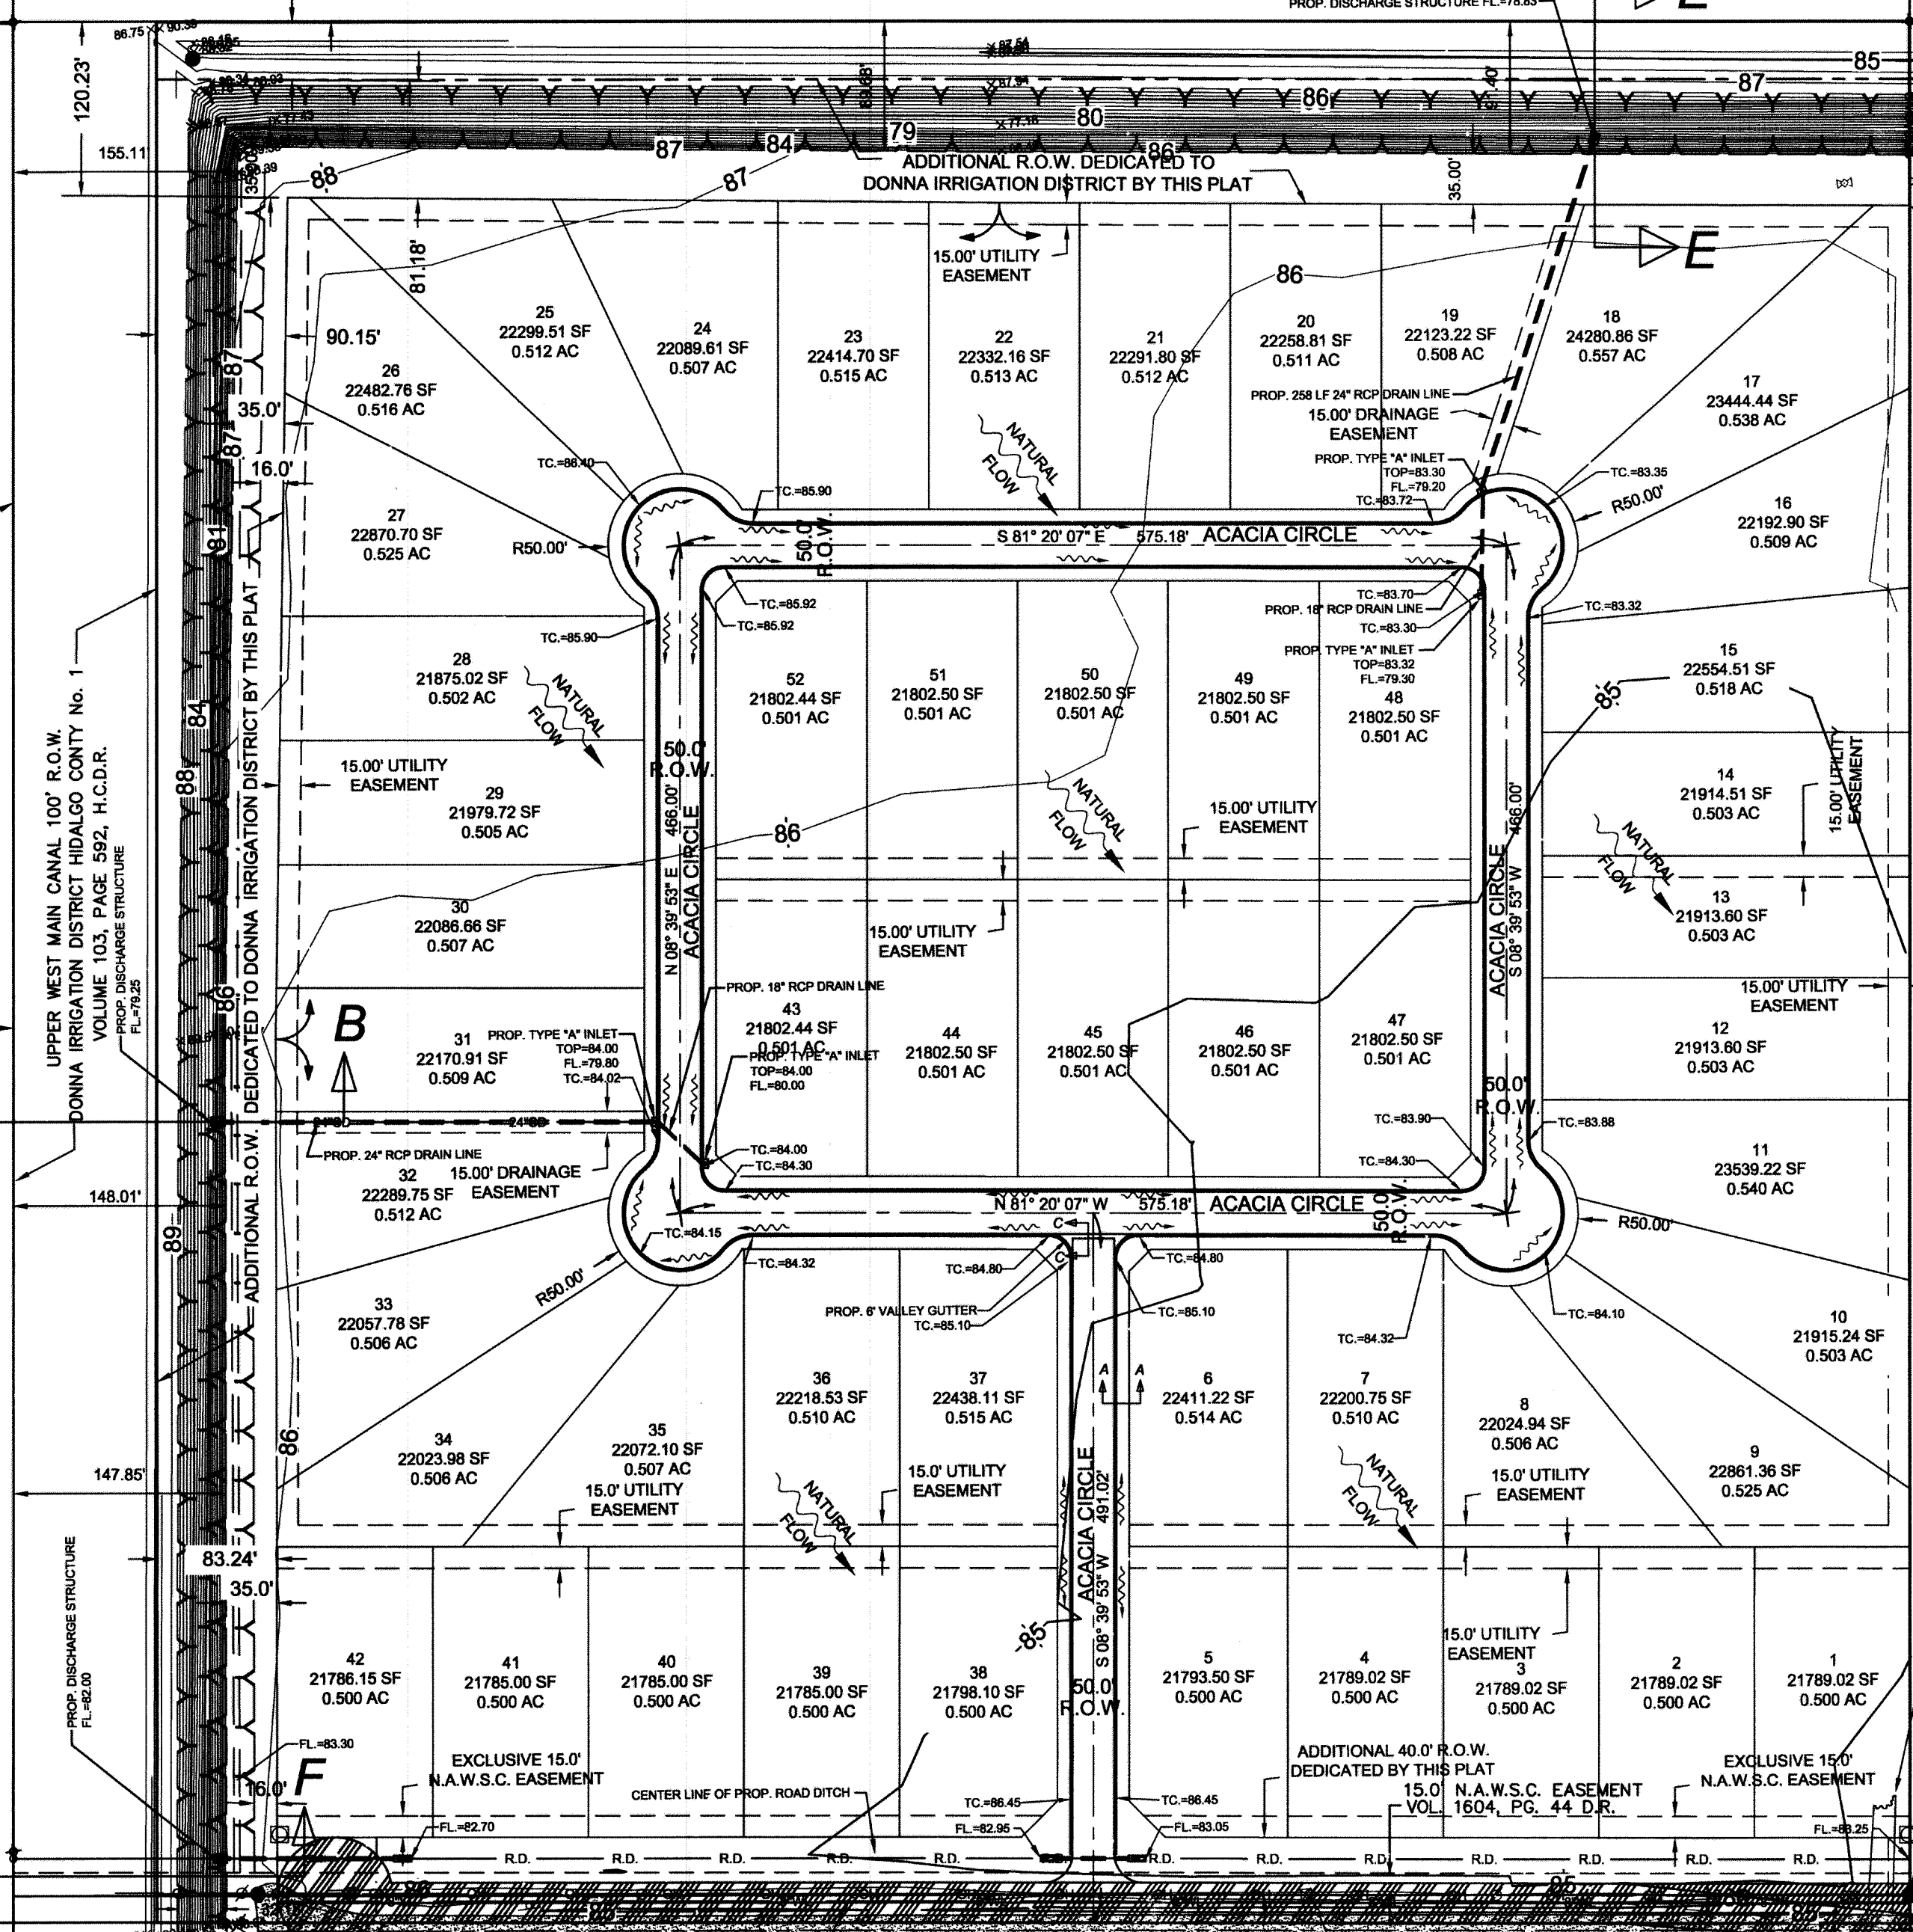 PROP. DISCHARGE STRUCTURE FL.=78.83
E
86.75
90.39
85
87
86
80
79
87
84
86
87.54
87.94
77.18
89.68'
120.23'
155.11'
88
87
ADDITIONAL R.O.W. DEDICATED TO
DONNA IRRIGATION DISTRICT BY THIS PLAT
35.00'
E
81.18'
15.00' UTILITY
EASEMENT
86
90.15'
25
22299.51 SF
0.512 AC
24
22089.61 SF
0.507 AC
23
22414.70 SF
0.515 AC
22
22332.16 SF
0.513 AC
21
22291.80 SF
0.512 AC
20
22258.81 SF
0.511 AC
19
22123.22 SF
0.508 AC
18
24280.86 SF
0.557 AC
26
22482.76 SF
0.516 AC
17
23444.44 SF
0.538 AC
87
35.0'
87
16.0'
PROP. 258 LF 24" RCP DRAIN LINE
15.00' DRAINAGE
EASEMENT
NATURAL
FLOW
PROP. TYPE "A" INLET
TOP=83.30
FL.=79.20
TC.=83.72
TC.=86.40
TC.=85.90
TC.=83.35
R50.00'
16
22192.90 SF
0.509 AC
27
22870.70 SF
0.525 AC
R50.00'
50.0'
R.O.W.
S 81° 20' 07" E 575.18' ACACIA CIRCLE
81
TC.=85.92
TC.=85.92
TC.=85.90
TC.=83.70
PROP. 18" RCP DRAIN LINE
TC.=83.30
TC.=83.32
PROP. TYPE "A" INLET
TOP=83.32
FL.=79.30
28
21875.02 SF
0.502 AC
NATURAL
FLOW
52
21802.44 SF
0.501 AC
51
21802.50 SF
0.501 AC
50
21802.50 SF
0.501 AC
49
21802.50 SF
0.501 AC
48
21802.50 SF
0.501 AC
15
22554.51 SF
0.518 AC
85
UPPER WEST MAIN CANAL 100' R.O.W.
DONNA IRRIGATION DISTRICT HIDALGO CONTY No. 1
VOLUME 103, PAGE 592, H.C.D.R.
PROP. DISCHARGE STRUCTURE
FL.=79.25
84
88
86
ADDITIONAL R.O.W. DEDICATED TO DONNA IRRIGATION DISTRICT BY THIS PLAT
15.00' UTILITY
EASEMENT
29
21979.72 SF
0.505 AC
50.0'
R.O.W.
N 08° 39' 53" E 466.00'
ACACIA CIRCLE
86
NATURAL
FLOW
15.00' UTILITY
EASEMENT
ACACIA CIRCLE
S 08° 39' 53" W 466.00'
14
21914.51 SF
0.503 AC
15.00' UTILITY
EASEMENT
NATURAL
FLOW
13
21913.60 SF
0.503 AC
30
22086.66 SF
0.507 AC
15.00' UTILITY
EASEMENT
15.00' UTILITY
EASEMENT
B
PROP. 18" RCP DRAIN LINE
31
22170.91 SF
0.509 AC
PROP. TYPE "A" INLET
TOP=84.00
FL.=79.80
TC.=84.02
43
21802.44 SF
0.501 AC
PROP. TYPE "A" INLET
TOP=84.00
FL.=80.00
44
21802.50 SF
0.501 AC
45
21802.50 SF
0.501 AC
46
21802.50 SF
0.501 AC
47
21802.50 SF
0.501 AC
12
21913.60 SF
0.503 AC
50.0'
R.O.W.
24"SD
24"SD
PROP. 24" RCP DRAIN LINE
15.00' DRAINAGE
EASEMENT
TC.=84.00
TC.=84.30
TC.=83.90
TC.=84.30
TC.=83.88
32
22289.75 SF
0.512 AC
11
23539.22 SF
0.540 AC
148.01'
89
N 81° 20' 07" W 575.18' ACACIA CIRCLE
50.0'
R.O.W.
R50.00'
TC.=84.15
TC.=84.32
C
C
TC.=84.80
TC.=84.80
R50.00'
PROP. 6' VALLEY GUTTER
TC.=85.10
TC.=85.10
TC.=84.32
TC.=84.10
33
22057.78 SF
0.506 AC
10
21915.24 SF
0.503 AC
A
A
36
22218.53 SF
0.510 AC
37
22438.11 SF
0.515 AC
6
22411.22 SF
0.514 AC
7
22200.75 SF
0.510 AC
8
22024.94 SF
0.506 AC
9
22861.36 SF
0.525 AC
86
34
22023.98 SF
0.506 AC
35
22072.10 SF
0.507 AC
15.0' UTILITY
EASEMENT
NATURAL
FLOW
15.0' UTILITY
EASEMENT
ACACIA CIRCLE
S 08° 39' 53" W 491.02'
NATURAL
FLOW
15.0' UTILITY
EASEMENT
147.85'
83.24'
35.0'
PROP. DISCHARGE STRUCTURE
FL.=82.00
85
50.0'
R.O.W.
15.0' UTILITY
EASEMENT
42
21786.15 SF
0.500 AC
41
21785.00 SF
0.500 AC
40
21785.00 SF
0.500 AC
39
21785.00 SF
0.500 AC
38
21798.10 SF
0.500 AC
5
21793.50 SF
0.500 AC
4
21789.02 SF
0.500 AC
3
21789.02 SF
0.500 AC
2
21789.02 SF
0.500 AC
1
21789.02 SF
0.500 AC
FL.=83.30
F
16.0'
EXCLUSIVE 15.0'
N.A.W.S.C. EASEMENT
CENTER LINE OF PROP. ROAD DITCH
ADDITIONAL 40.0' R.O.W.
DEDICATED BY THIS PLAT
15.0' N.A.W.S.C. EASEMENT
VOL. 1604, PG. 44 D.R.
EXCLUSIVE 15.0'
N.A.W.S.C. EASEMENT
TC.=86.45
TC.=86.45
FL.=82.70
FL.=82.95
FL.=83.05
FL.=83.25
R.D. R.D. R.D. R.D. R.D. R.D. R.D. R.D. R.D. R.D. R.D. R.D.
85